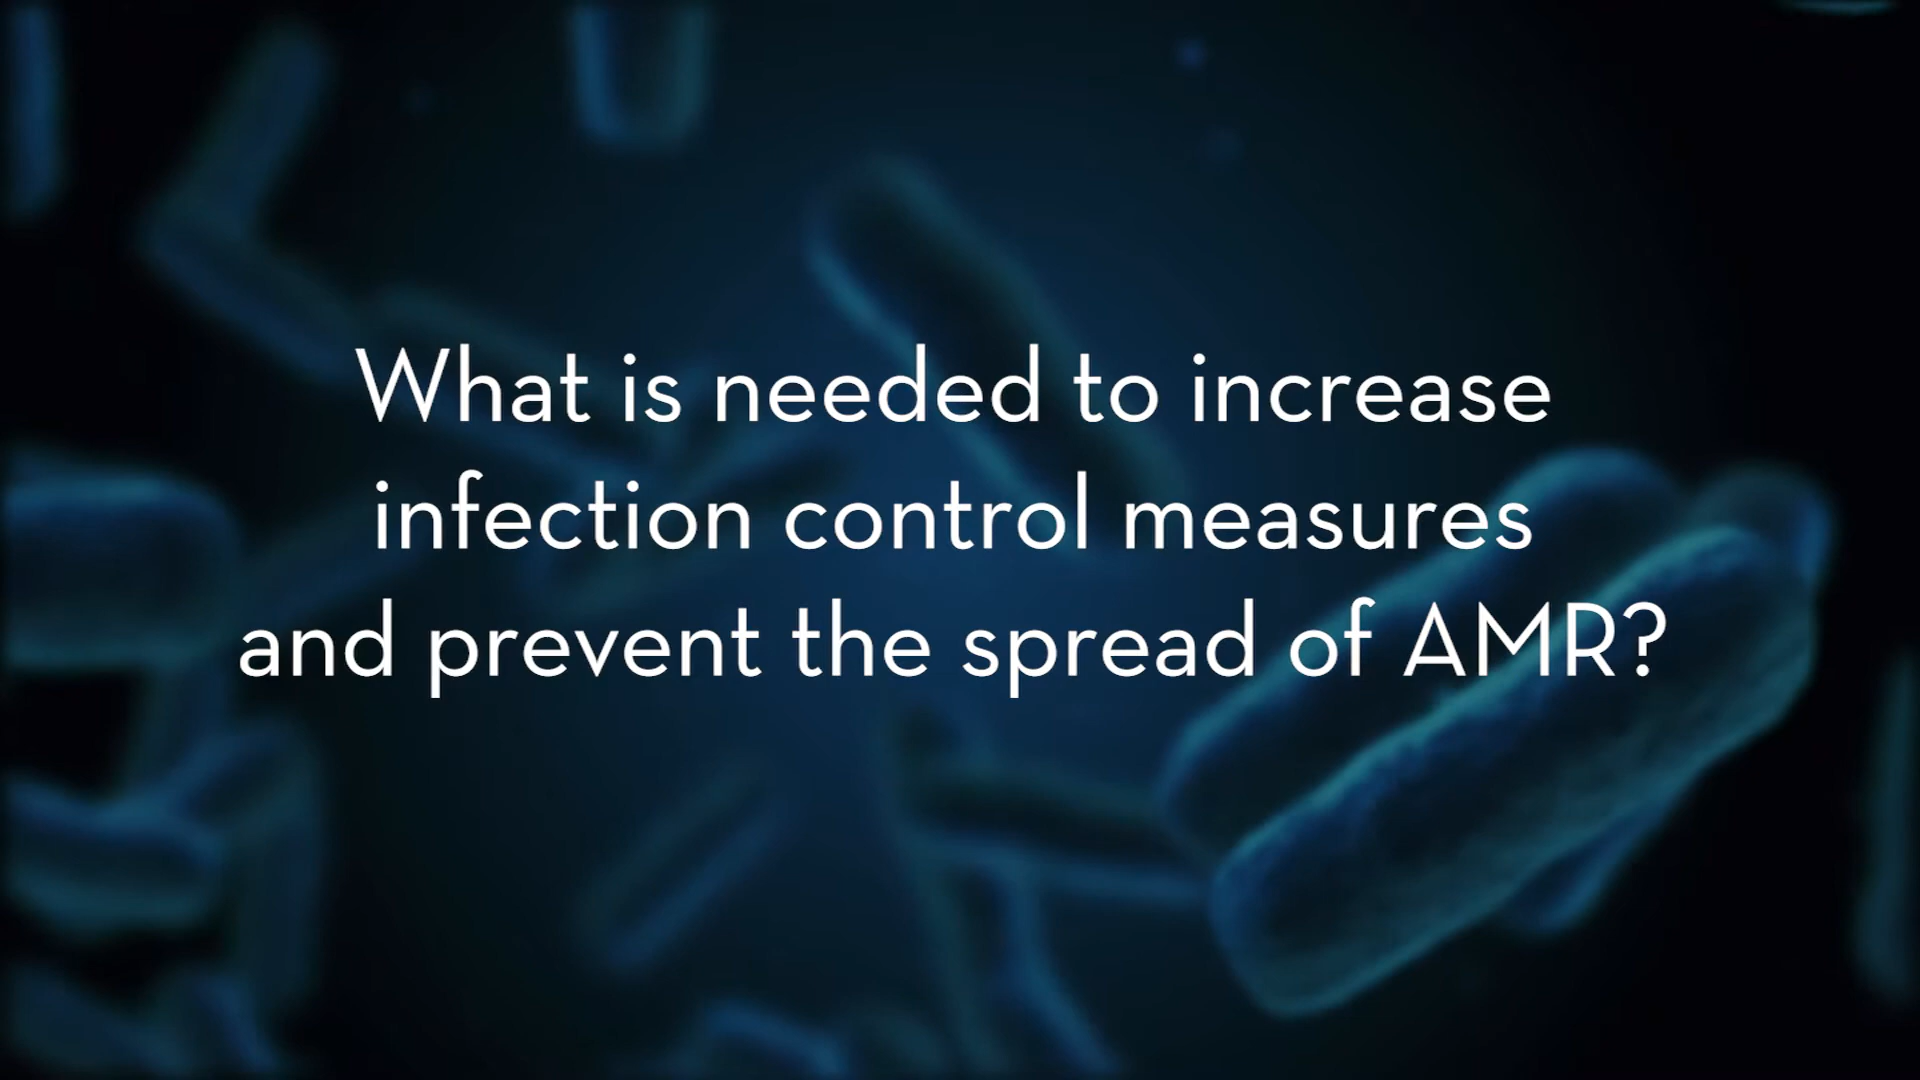 What is needed to increase
infection control measures
and prevent the spread of AMR?